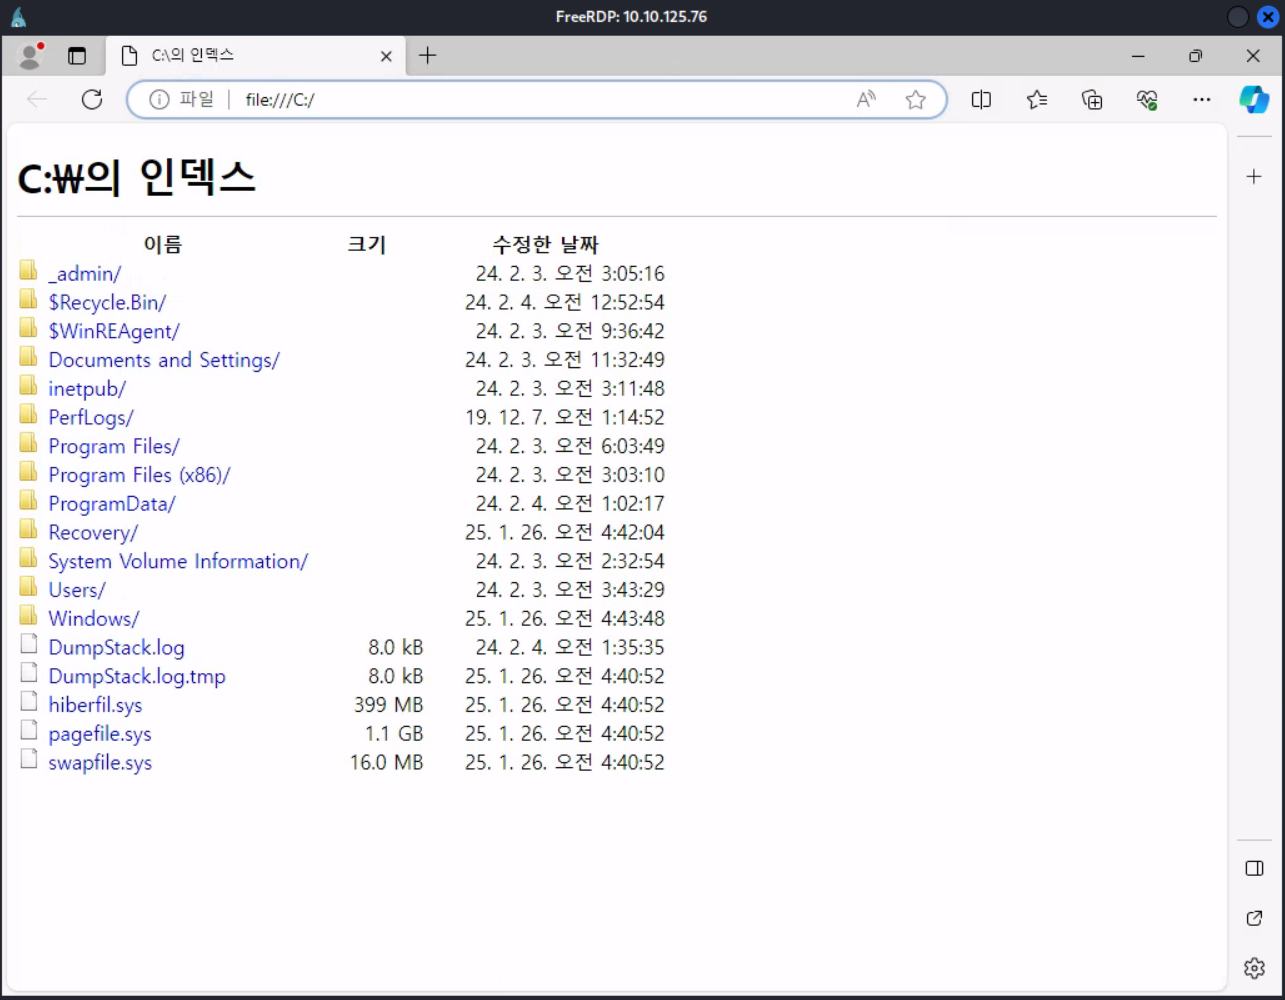 FreeRDP: 10.10.125.76
C:\의 인덱스
파일 file:///C:/
C:₩의 인덱스
이름 크기 수정한 날짜
_admin/ 24. 2. 3. 오전 3:05:16
$Recycle.Bin/ 24. 2. 4. 오전 12:52:54
$WinREAgent/ 24. 2. 3. 오전 9:36:42
Documents and Settings/ 24. 2. 3. 오전 11:32:49
inetpub/ 24. 2. 3. 오전 3:11:48
PerfLogs/ 19. 12. 7. 오전 1:14:52
Program Files/ 24. 2. 3. 오전 6:03:49
Program Files (x86)/ 24. 2. 3. 오전 3:03:10
ProgramData/ 24. 2. 4. 오전 1:02:17
Recovery/ 25. 1. 26. 오전 4:42:04
System Volume Information/ 24. 2. 3. 오전 2:32:54
Users/ 24. 2. 3. 오전 3:43:29
Windows/ 25. 1. 26. 오전 4:43:48
DumpStack.log 8.0 kB 24. 2. 4. 오전 1:35:35
DumpStack.log.tmp 8.0 kB 25. 1. 26. 오전 4:40:52
hiberfil.sys 399 MB 25. 1. 26. 오전 4:40:52
pagefile.sys 1.1 GB 25. 1. 26. 오전 4:40:52
swapfile.sys 16.0 MB 25. 1. 26. 오전 4:40:52